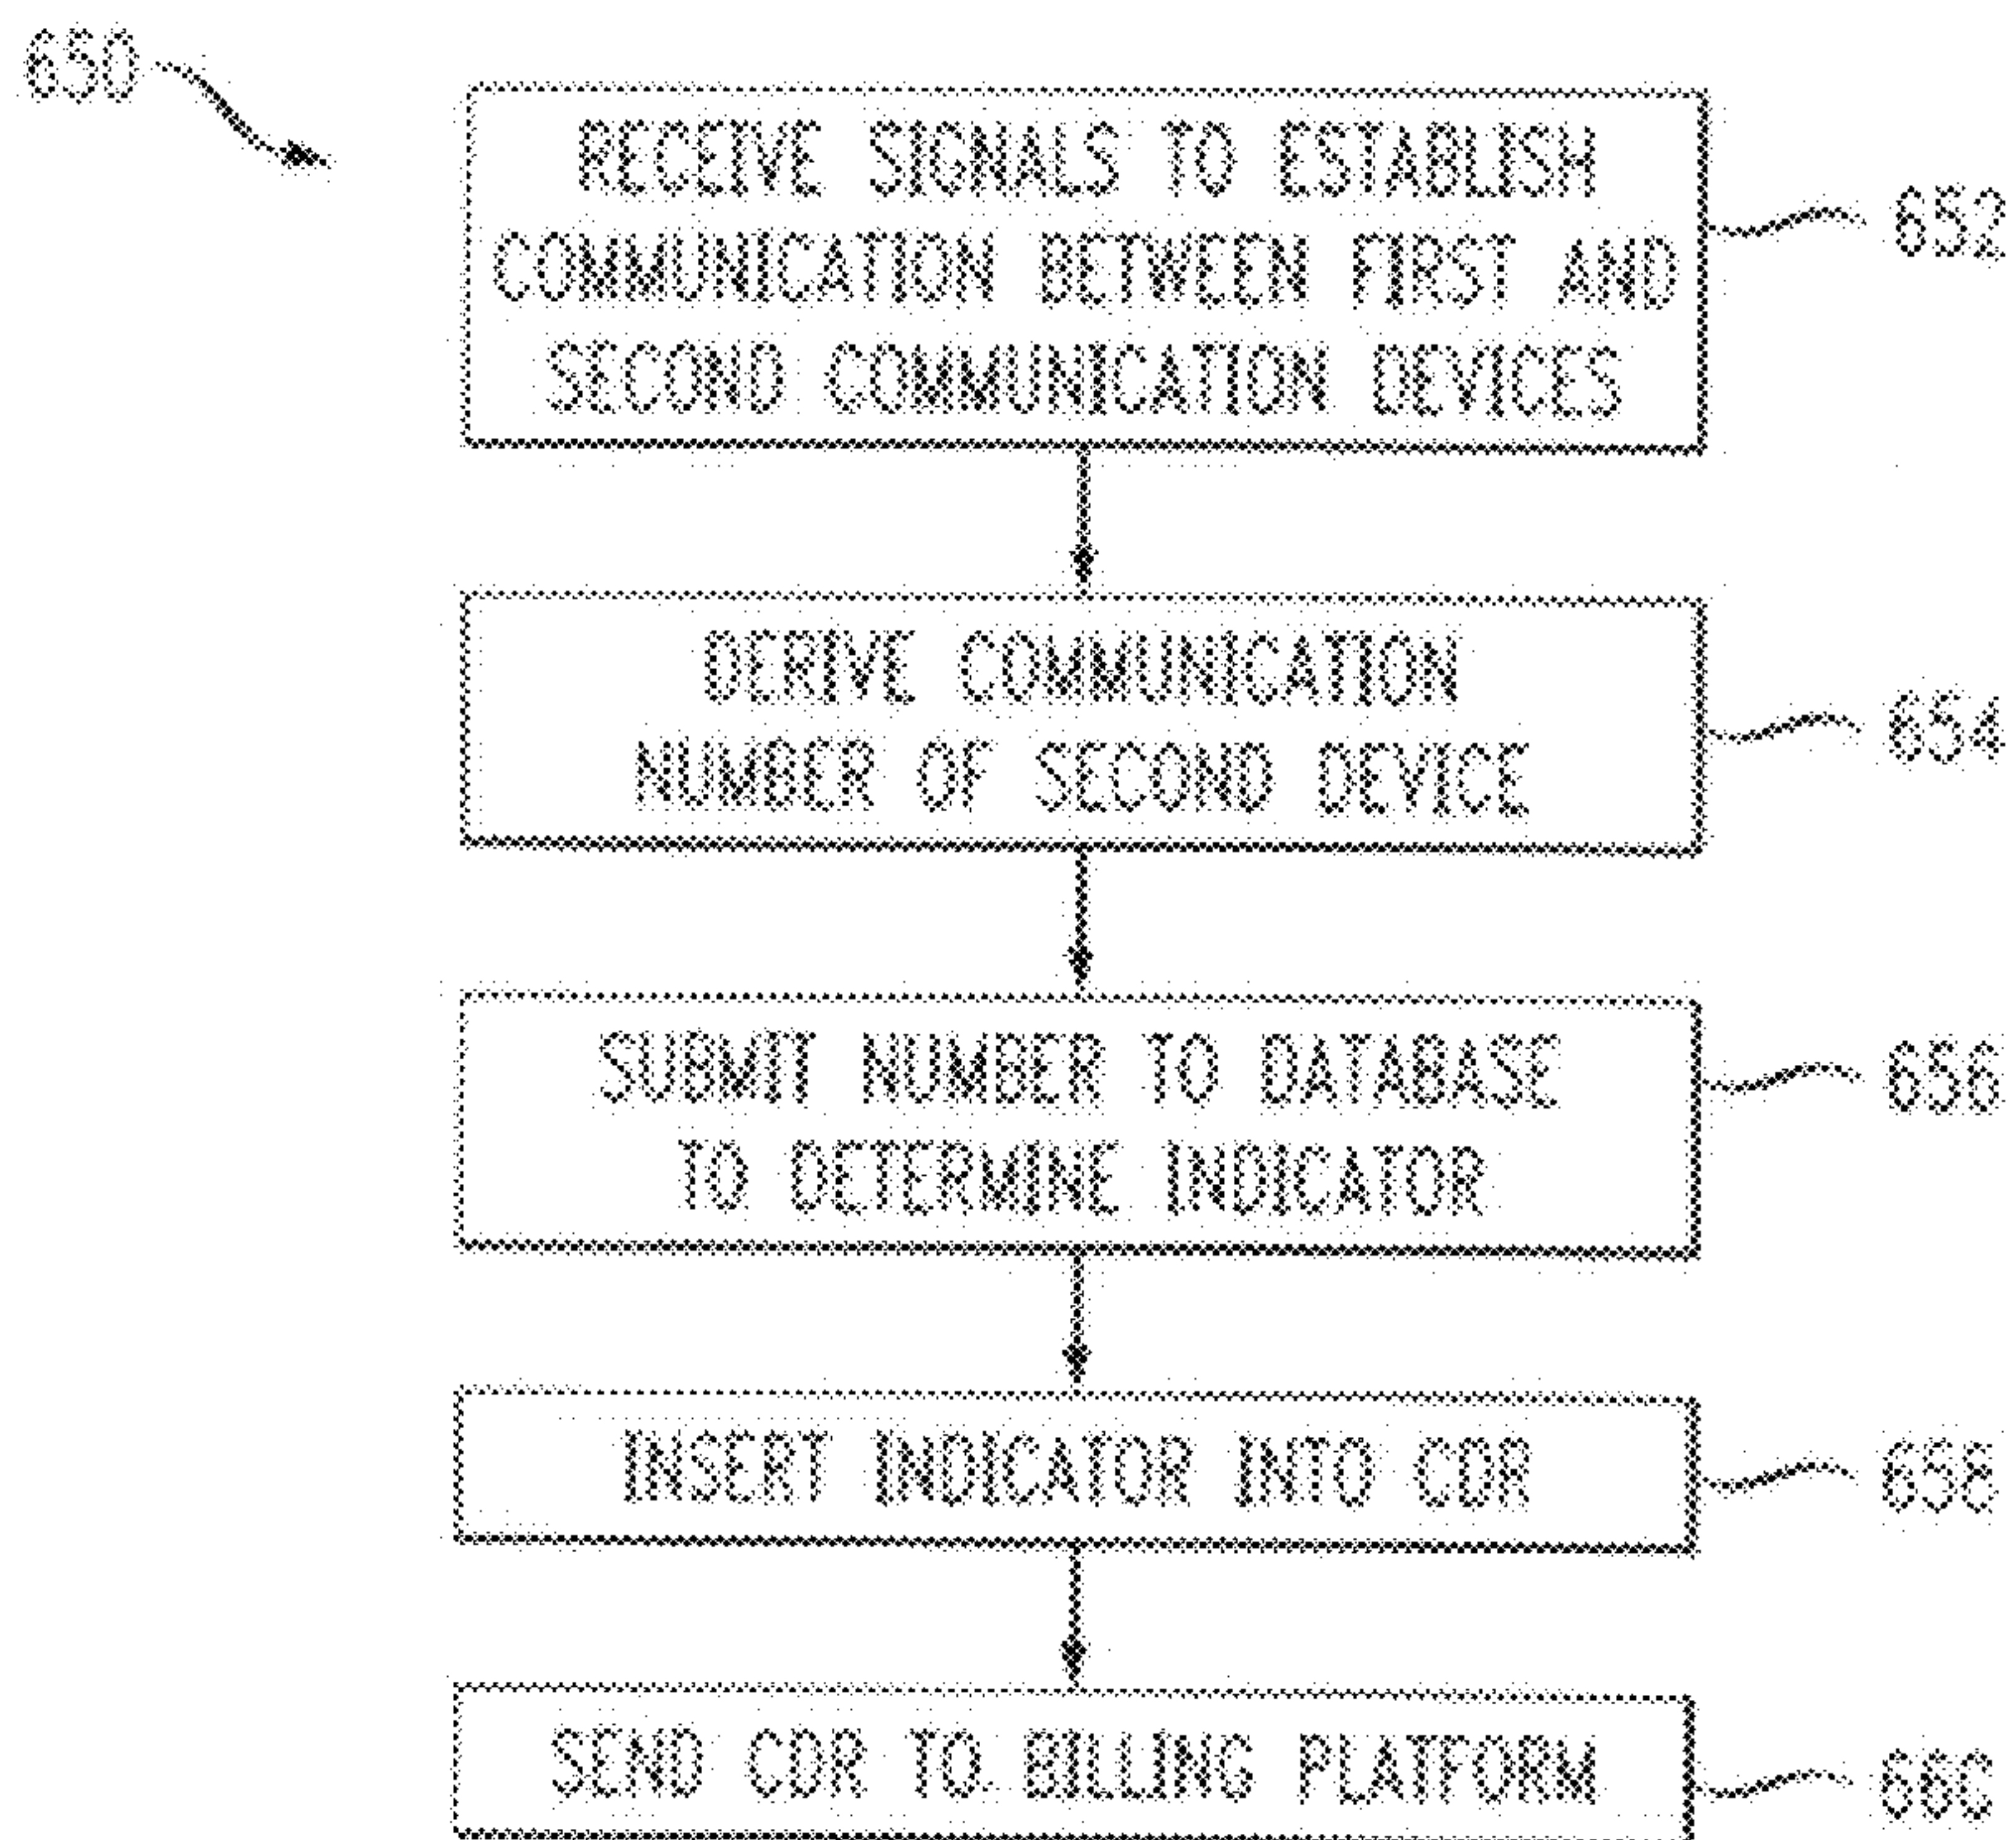 650
RECEIVE SIGNALS TO ESTABLISH
COMMUNICATION BETWEEN FIRST AND
SECOND COMMUNICATION DEVICES
652
DERIVE COMMUNICATION
NUMBER OF SECOND DEVICE
654
SUBMIT NUMBER TO DATABASE
TO DETERMINE INDICATOR
656
INSERT INDICATOR INTO CDR
658
SEND CDR TO BILLING PLATFORM
660